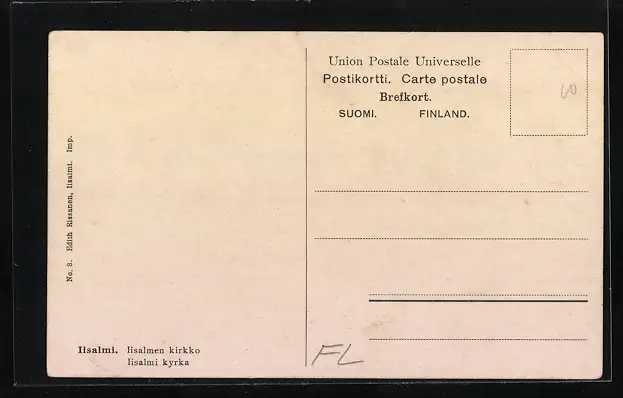 No. 3. Edith Rissanen, Iisalmi. Imp.
Iisalmi. Iisalmen kirkko
Iisalmi kyrka
Union Postale Universelle
Postikortti. Carte postale
Brefkort.
SUOMI. FINLAND.
FL